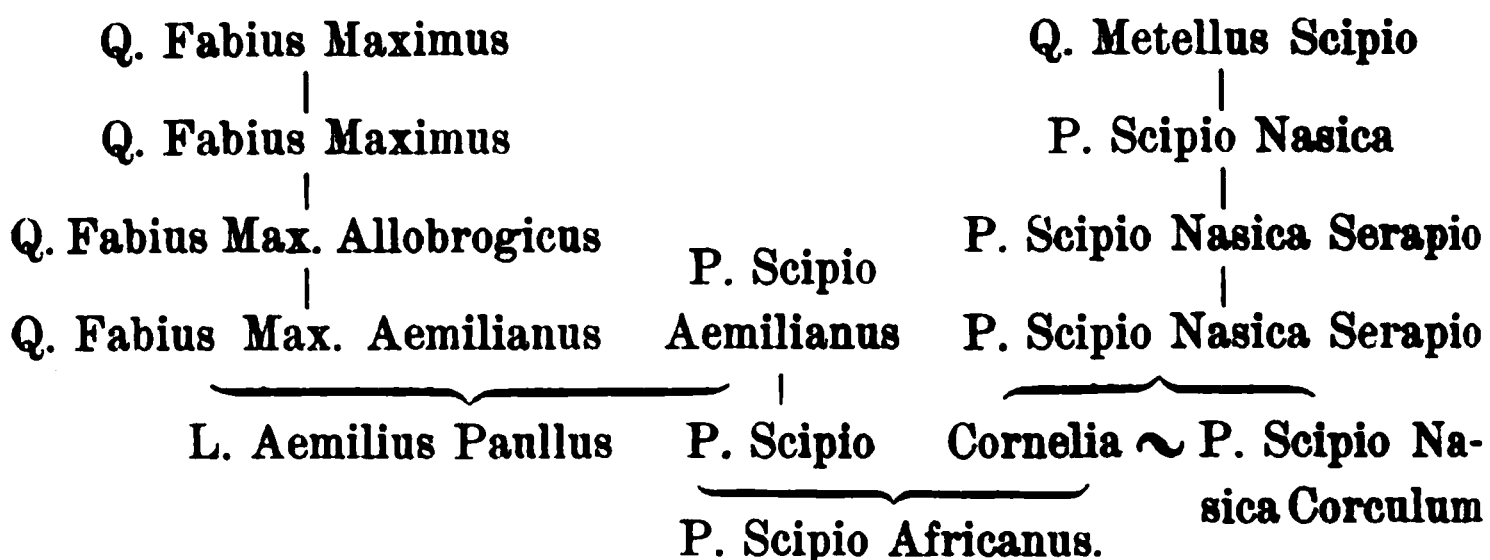 Q. Fabius Maximus Q. Metellus Scipio
Q. Fabius Maximus P. Scipio Nasica
Q. Fabius Max. Allobrogicus P. Scipio Nasica Serapio
P. Scipio
Q. Fabius Max. Aemilianus Aemilianus P. Scipio Nasica Serapio
L. Aemilius Paullus P. Scipio Cornelia ~ P. Scipio Na-
sica Corculum
P. Scipio Africanus.